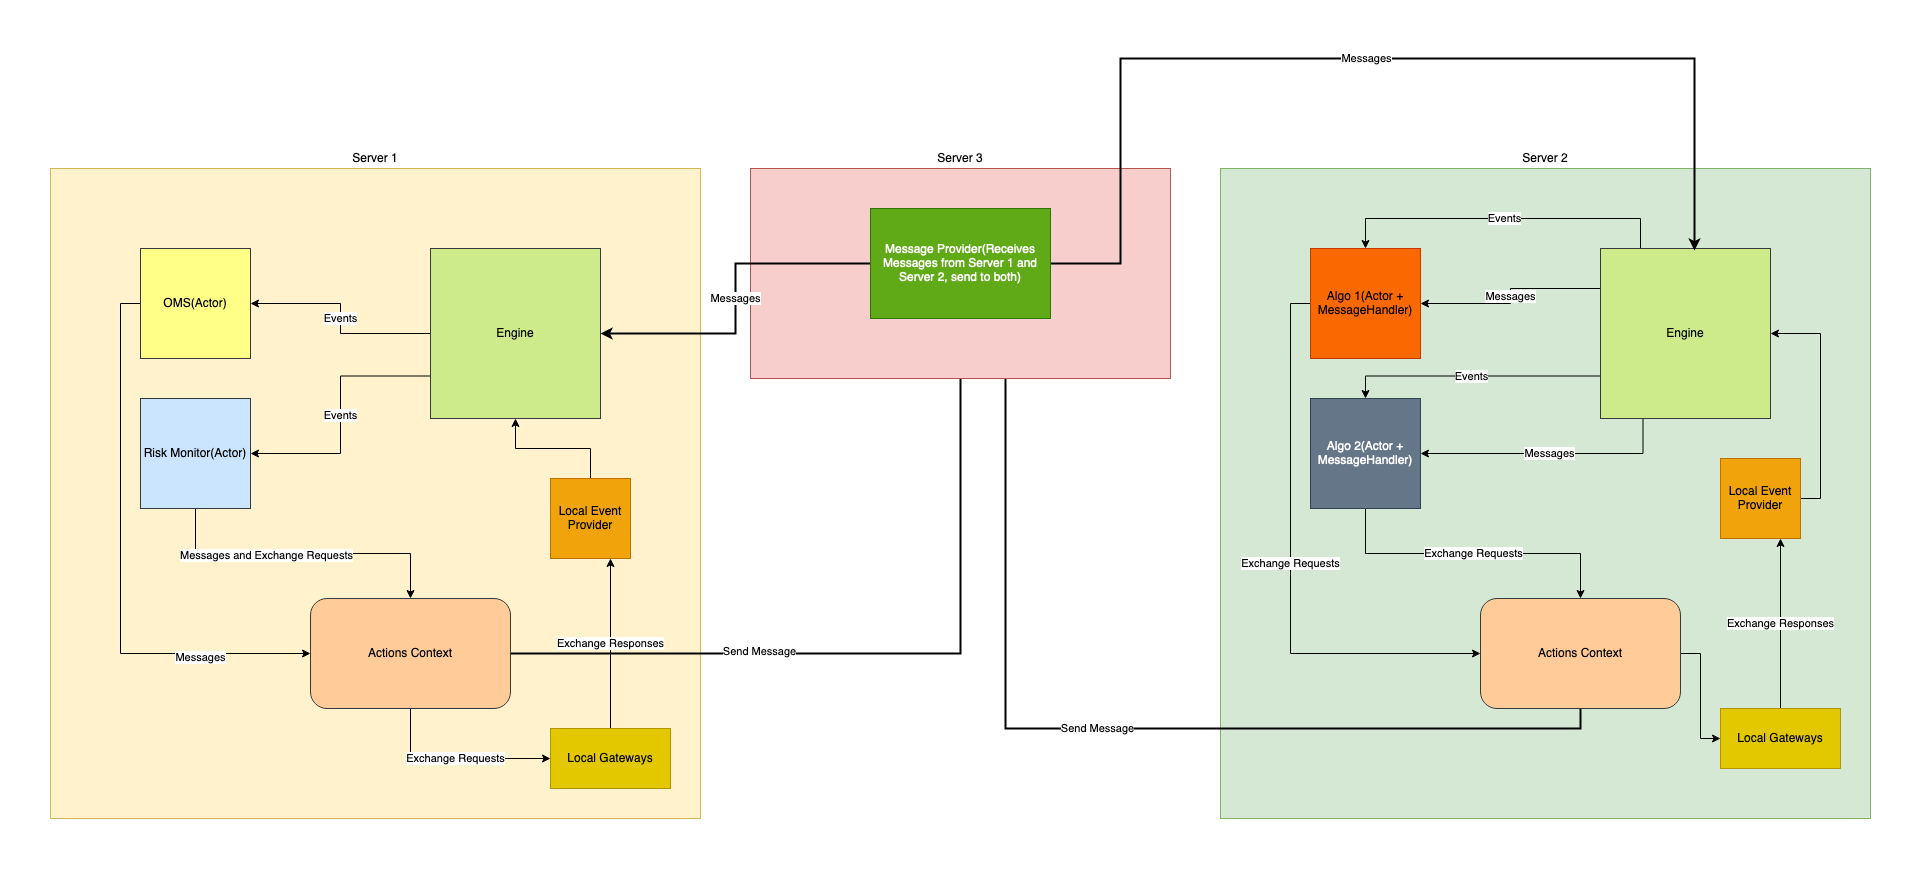 Messages
Server 1
Server 3
Server 2
Message Provider(Receives
Messages from Server 1 and
Server 2, send to both)
Messages
OMS(Actor)
Events
Engine
Events
Risk Monitor(Actor)
Local Event
Provider
Messages and Exchange Requests
Messages
Actions Context
Exchange Responses
Send Message
Exchange Requests
Local Gateways
Send Message
Events
Algo 1(Actor +
MessageHandler)
Messages
Engine
Events
Algo 2(Actor +
MessageHandler)
Messages
Local Event
Provider
Exchange Requests
Exchange Requests
Exchange Responses
Actions Context
Local Gateways